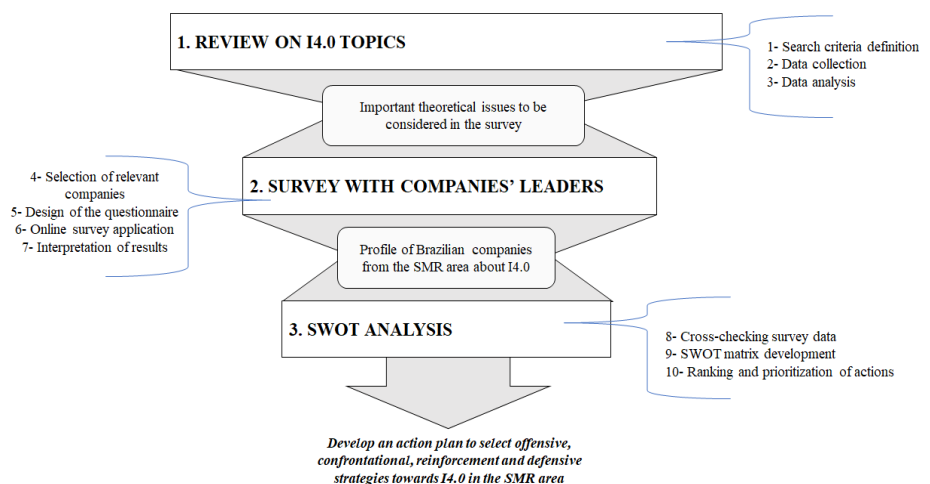 1. REVIEW ON I4.0 TOPICS
1- Search criteria definition
2- Data collection
3- Data analysis
Important theoretical issues to be
considered in the survey
2. SURVEY WITH COMPANIES’ LEADERS
4- Selection of relevant
companies
5- Design of the questionnaire
6- Online survey application
7- Interpretation of results
Profile of Brazilian companies
from the SMR area about I4.0
3. SWOT ANALYSIS
8- Cross-checking survey data
9- SWOT matrix development
10- Ranking and prioritization of actions
Develop an action plan to select offensive,
confrontational, reinforcement and defensive
strategies towards I4.0 in the SMR area